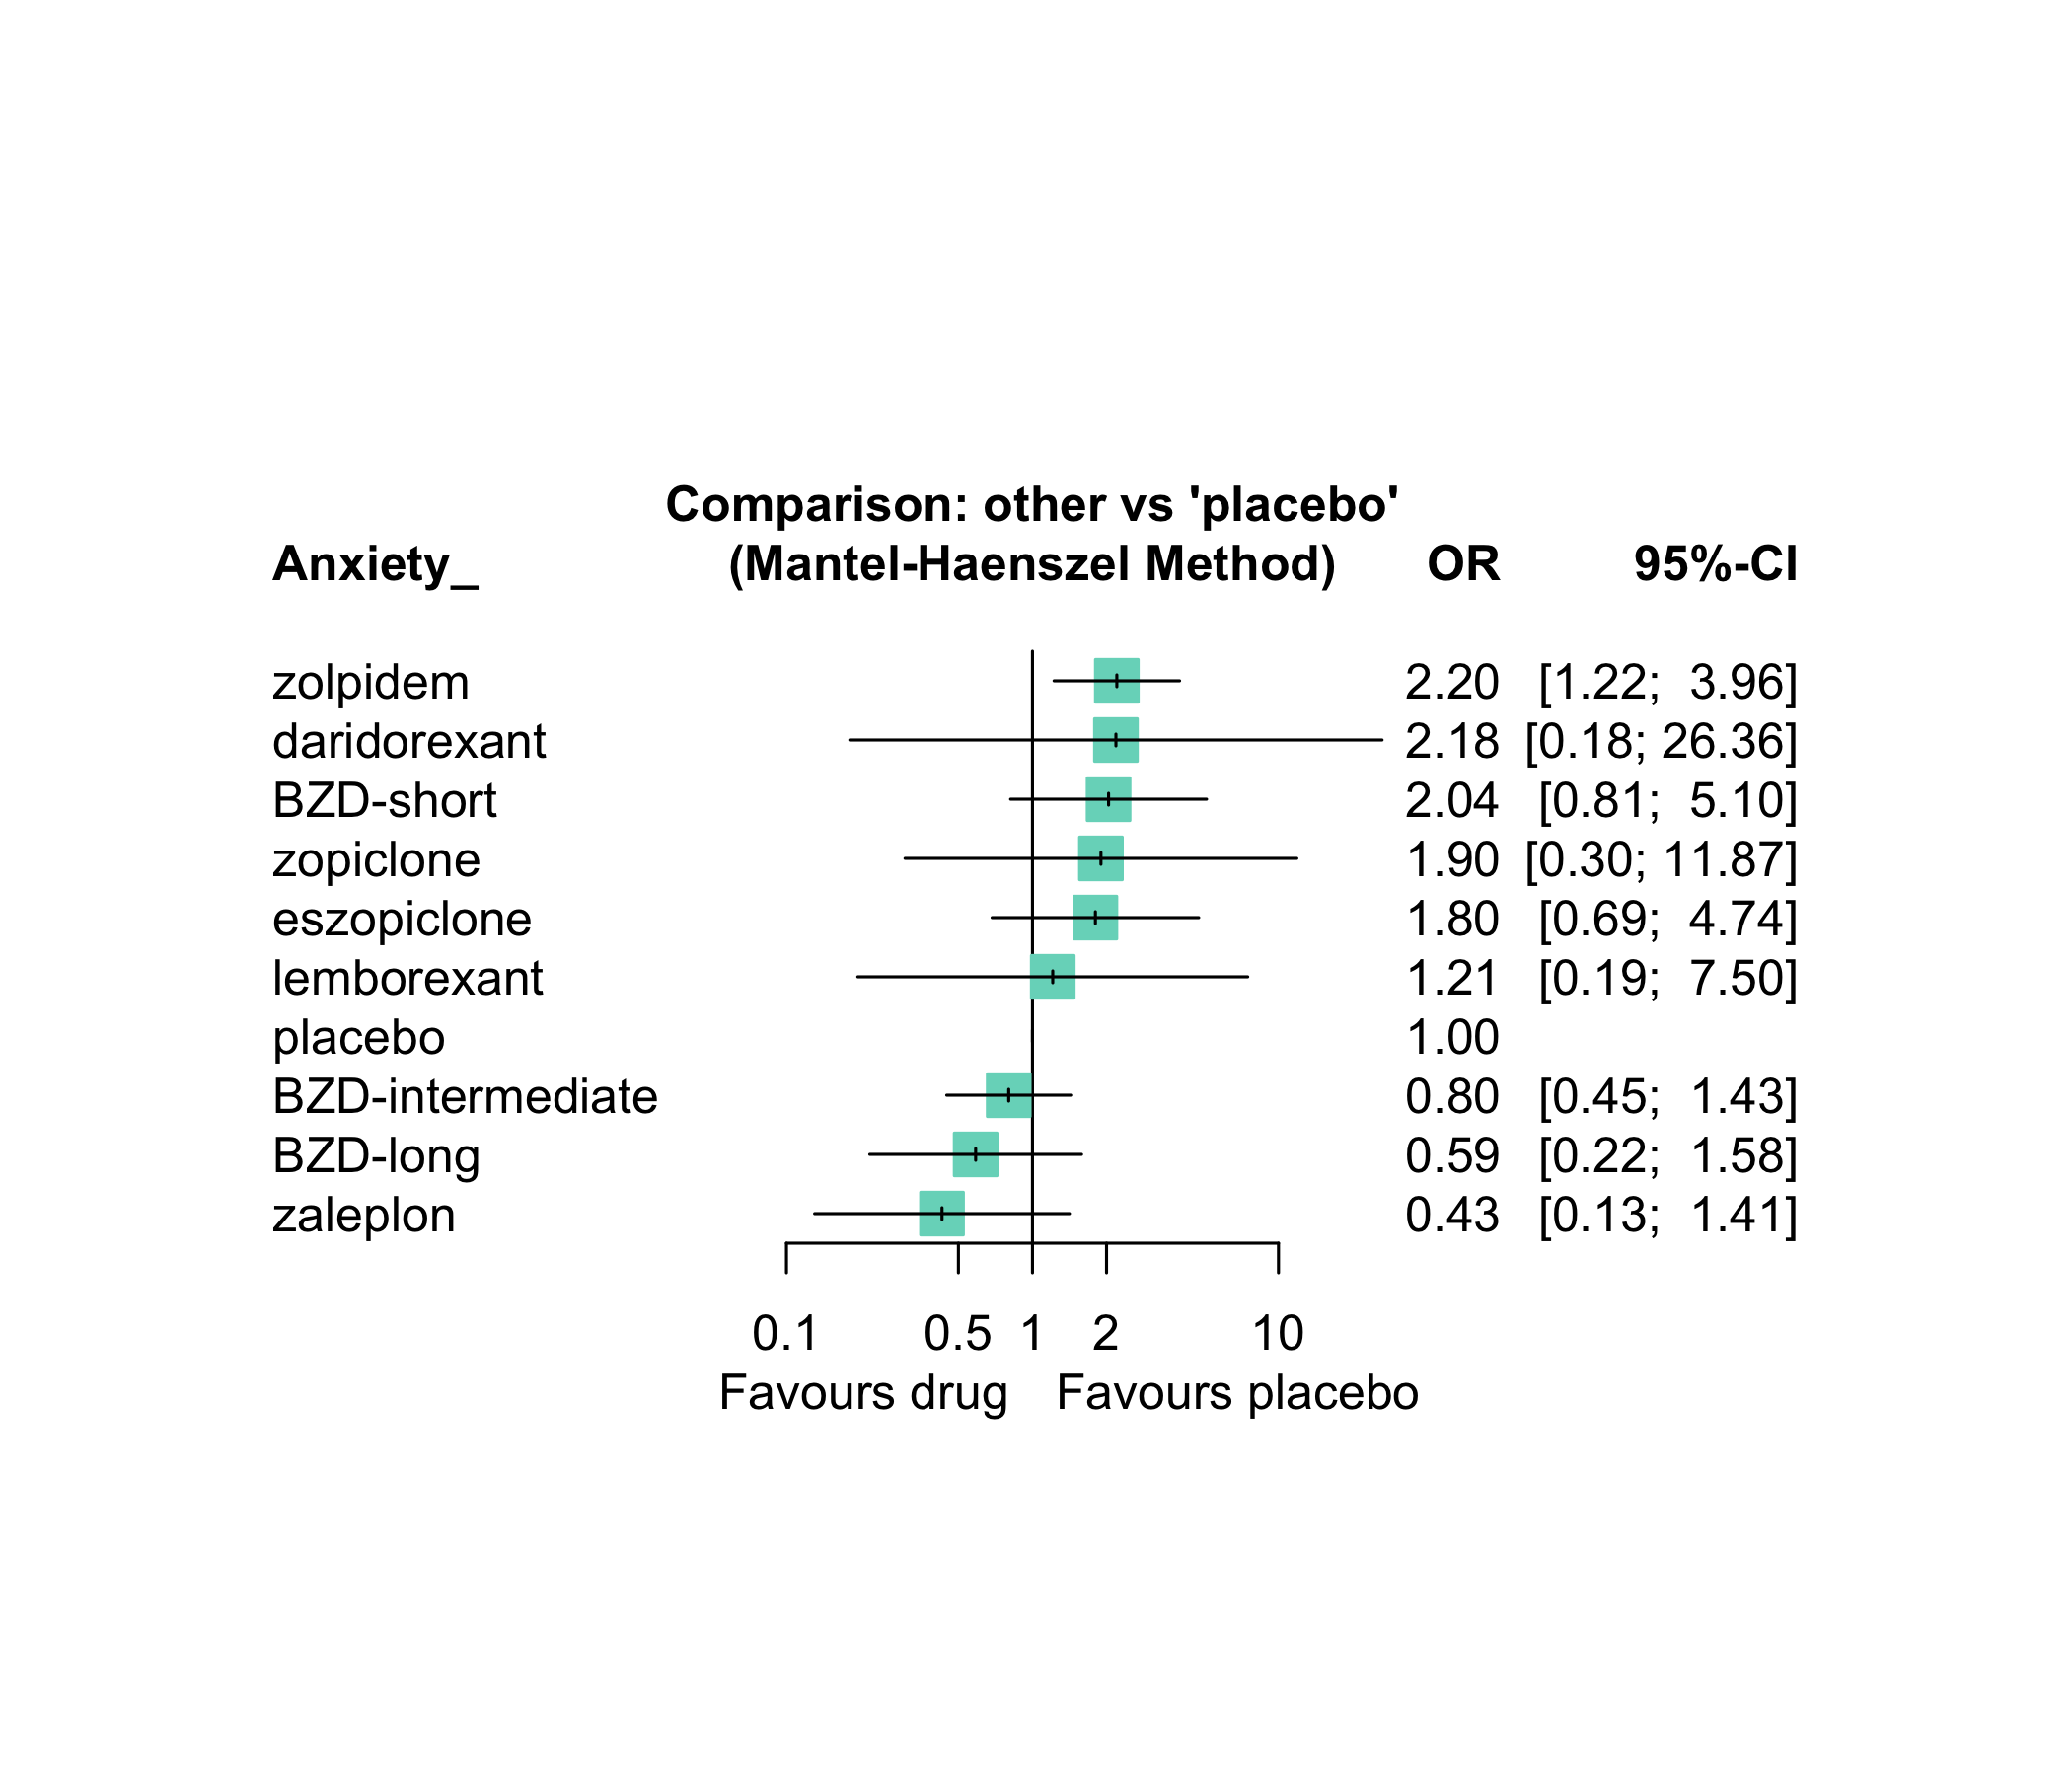 Comparison: other vs 'placebo'
Anxiety_ (Mantel-Haenszel Method) OR 95%-CI
zolpidem 2.20 [1.22; 3.96]
daridorexant 2.18 [0.18; 26.36]
BZD-short 2.04 [0.81; 5.10]
zopiclone 1.90 [0.30; 11.87]
eszopiclone 1.80 [0.69; 4.74]
lemborexant 1.21 [0.19; 7.50]
placebo 1.00
BZD-intermediate 0.80 [0.45; 1.43]
BZD-long 0.59 [0.22; 1.58]
zaleplon 0.43 [0.13; 1.41]
0.1 0.5 1 2 10
Favours drug Favours placebo